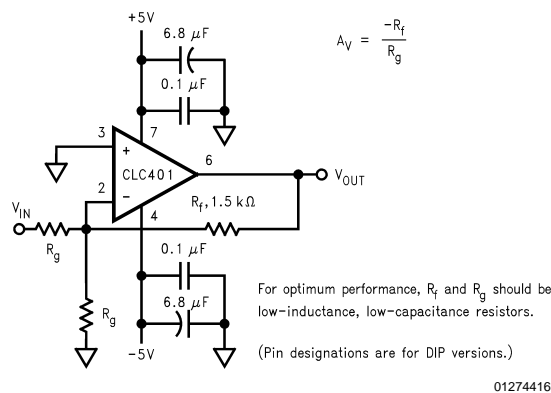 +5V
6.8 µF
A_V = -R_f / R_g
0.1 µF
3
7
+
CLC401
6
V_OUT
2
−
R_f, 1.5 kΩ
V_IN
4
R_g
0.1 µF
6.8 µF
R_g
−5V
For optimum performance, R_f and R_g should be
low-inductance, low-capacitance resistors.
(Pin designations are for DIP versions.)
01274416